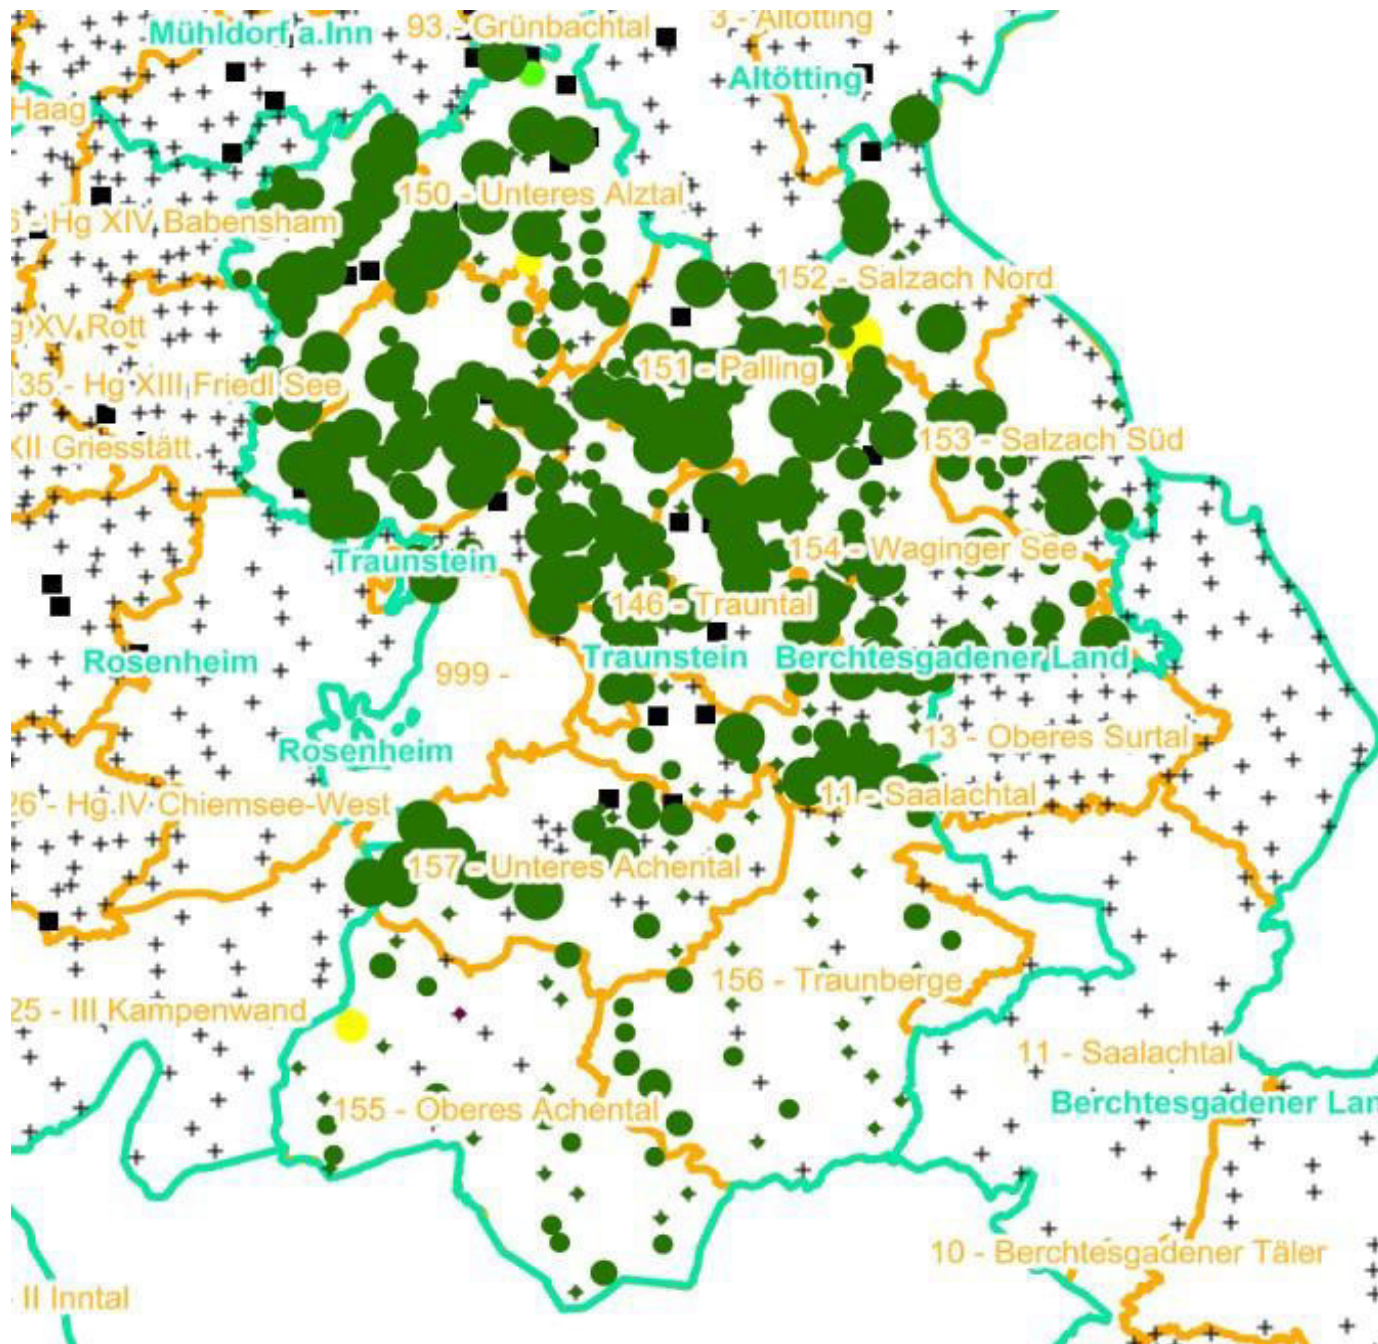 93 - Grünbachtal
3 - Altötting
Mühldorf a.Inn
Altötting
Haag
150 - Unteres Alztal
6 - Hg XIV Babensham
152 - Salzach Nord
g XV Rott
151 - Palling
135 - Hg XIII Friedl See
153 - Salzach Süd
XII Griesstätt
154 - Waginger See
Traunstein
146 - Trauntal
Rosenheim
Traunstein
Berchtesgadener Land
999 -
13 - Oberes Surtal
Rosenheim
11 - Saalachtal
26 - Hg IV Chiemsee-West
157 - Unteres Achental
156 - Traunberge
25 - III Kampenwand
11 - Saalachtal
Berchtesgadener Lan
155 - Oberes Achental
10 - Berchtesgadener Täler
II Inntal